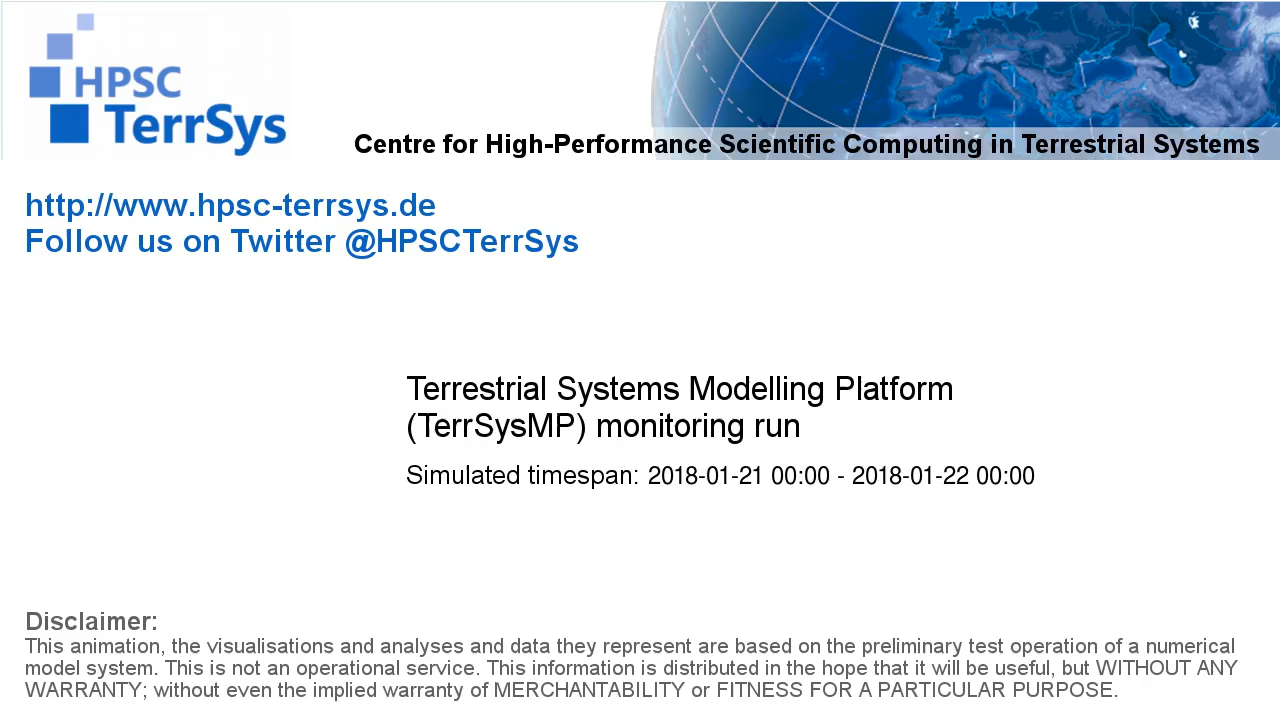 HPSC
TerrSys
Centre for High-Performance Scientific Computing in Terrestrial Systems
http://www.hpsc-terrsys.de
Follow us on Twitter @HPSCTerrSys
Terrestrial Systems Modelling Platform
(TerrSysMP) monitoring run
Simulated timespan: 2018-01-21 00:00 - 2018-01-22 00:00
Disclaimer:
This animation, the visualisations and analyses and data they represent are based on the preliminary test operation of a numerical
model system. This is not an operational service. This information is distributed in the hope that it will be useful, but WITHOUT ANY
WARRANTY; without even the implied warranty of MERCHANTABILITY or FITNESS FOR A PARTICULAR PURPOSE.